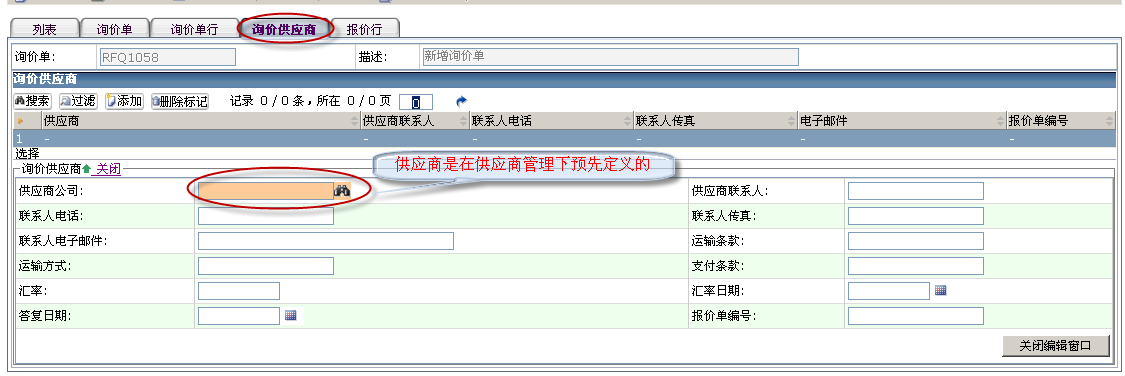 列表 询价单 询价单行 询价供应商 报价行
询价单: RFQ1058 描述: 新增询价单
询价供应商
搜索 过滤 添加 删除标记 记录 0 / 0 条，所在 0 / 0 页 0
供应商 供应商联系人 联系人电话 联系人传真 电子邮件 报价单编号
1 - - - - - -
选择
询价供应商 关闭
供应商是在供应商管理下预先定义的
供应商公司: 供应商联系人:
联系人电话: 联系人传真:
联系人电子邮件: 运输条款:
运输方式: 支付条款:
汇率: 汇率日期:
答复日期: 报价单编号:
关闭编辑窗口